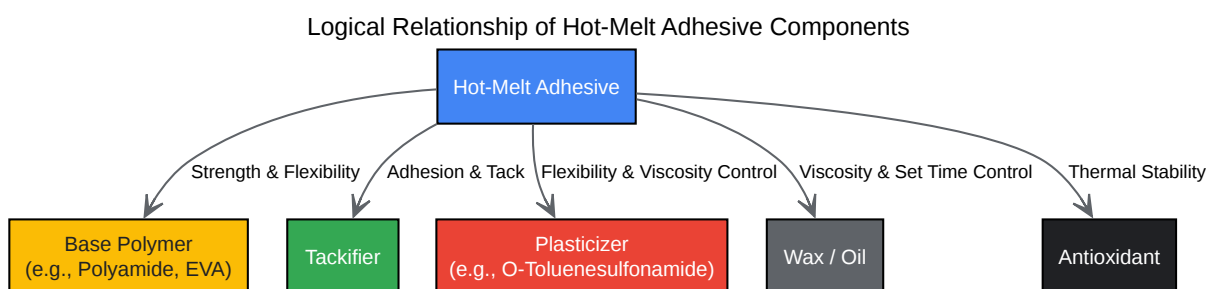 Logical Relationship of Hot-Melt Adhesive Components
Hot-Melt Adhesive
Strength & Flexibility
Adhesion & Tack
Flexibility & Viscosity Control
Viscosity & Set Time Control
Thermal Stability
Base Polymer
(e.g., Polyamide, EVA)
Tackifier
Plasticizer
(e.g., O-Toluenesulfonamide)
Wax / Oil
Antioxidant